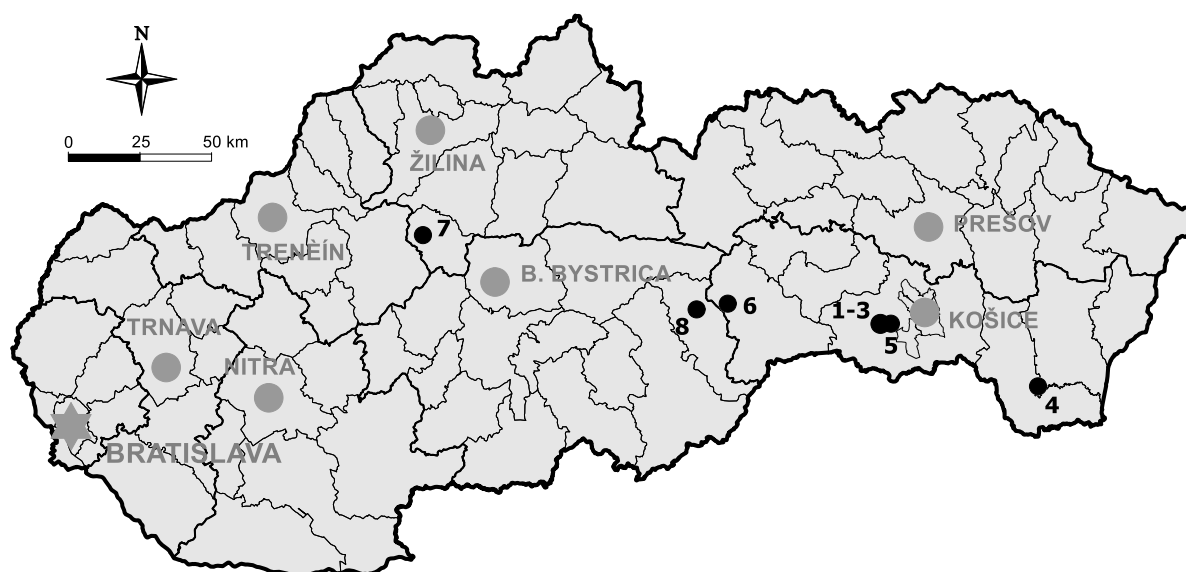 N
0 25 50 km
ŽILINA
PREŠOV
7
TRENÈÍN
B. BYSTRICA
6
1-3
KOŠICE
8
TRNAVA
5
NITRA
4
BRATISLAVA